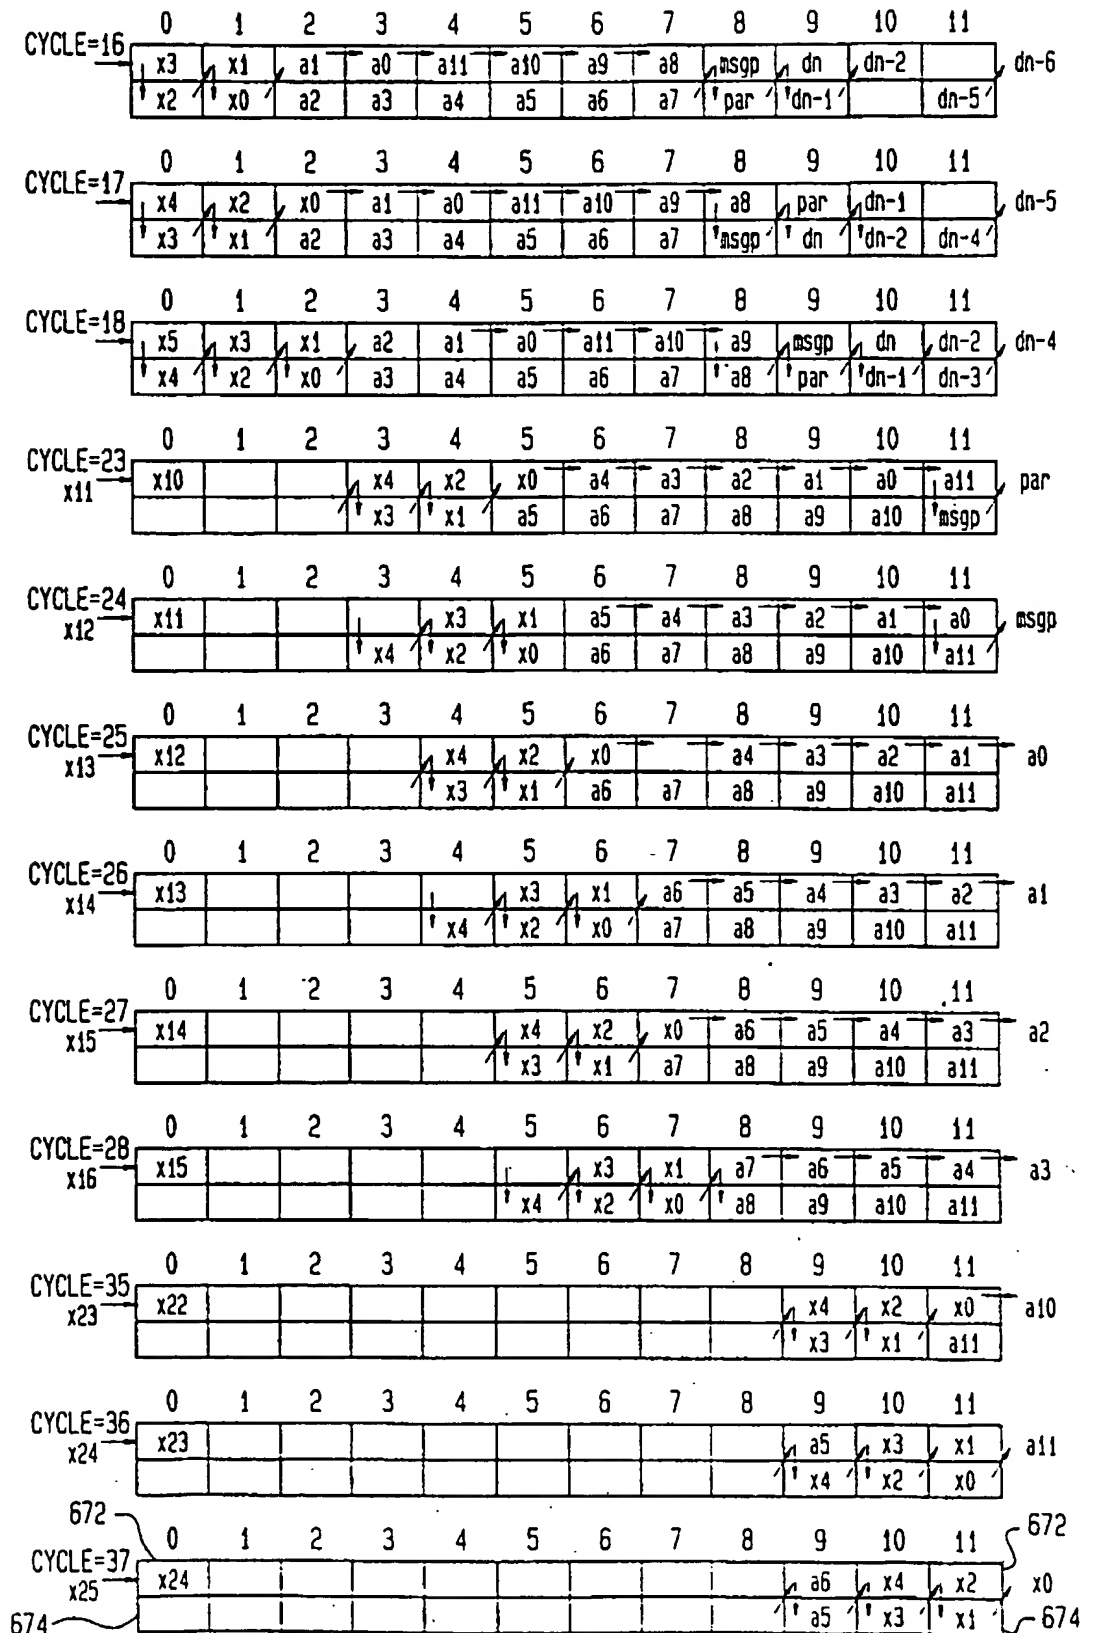 0 1 2 3 4 5 6 7 8 9 10 11
CYCLE=16
x3 x1 a1 a0 a11 a10 a9 a8 msgp dn dn-2 dn-6
x2 x0 a2 a3 a4 a5 a6 a7 par dn-1 dn-5
0 1 2 3 4 5 6 7 8 9 10 11
CYCLE=17
x4 x2 x0 a1 a0 a11 a10 a9 a8 par dn-1 dn-5
x3 x1 a2 a3 a4 a5 a6 a7 msgp dn dn-2 dn-4
0 1 2 3 4 5 6 7 8 9 10 11
CYCLE=18
x5 x3 x1 a2 a1 a0 a11 a10 a9 msgp dn dn-2 dn-4
x4 x2 x0 a3 a4 a5 a6 a7 a8 par dn-1 dn-3
0 1 2 3 4 5 6 7 8 9 10 11
CYCLE=23
x11 x10 x4 x2 x0 a4 a3 a2 a1 a0 a11 par
x3 x1 a5 a6 a7 a8 a9 a10 msgp
0 1 2 3 4 5 6 7 8 9 10 11
CYCLE=24
x12 x11 x3 x1 a5 a4 a3 a2 a1 a0 msgp
x4 x2 x0 a6 a7 a8 a9 a10 a11
0 1 2 3 4 5 6 7 8 9 10 11
CYCLE=25
x13 x12 x4 x2 x0 a4 a3 a2 a1 a0
x3 x1 a6 a7 a8 a9 a10 a11
0 1 2 3 4 5 6 7 8 9 10 11
CYCLE=26
x14 x13 x3 x1 a6 a5 a4 a3 a2 a1
x4 x2 x0 a7 a8 a9 a10 a11
0 1 2 3 4 5 6 7 8 9 10 11
CYCLE=27
x15 x14 x4 x2 x0 a6 a5 a4 a3 a2
x3 x1 a7 a8 a9 a10 a11
0 1 2 3 4 5 6 7 8 9 10 11
CYCLE=28
x16 x15 x3 x1 a7 a6 a5 a4 a3
x4 x2 x0 a8 a9 a10 a11
0 1 2 3 4 5 6 7 8 9 10 11
CYCLE=35
x23 x22 x4 x2 x0 a10
x3 x1 a11
0 1 2 3 4 5 6 7 8 9 10 11
CYCLE=36
x24 x23 a5 x3 x1 a11
x4 x2 x0
672 0 1 2 3 4 5 6 7 8 9 10 11 672
CYCLE=37
x25 x24 a6 x4 x2 x0
674 a5 x3 x1 674